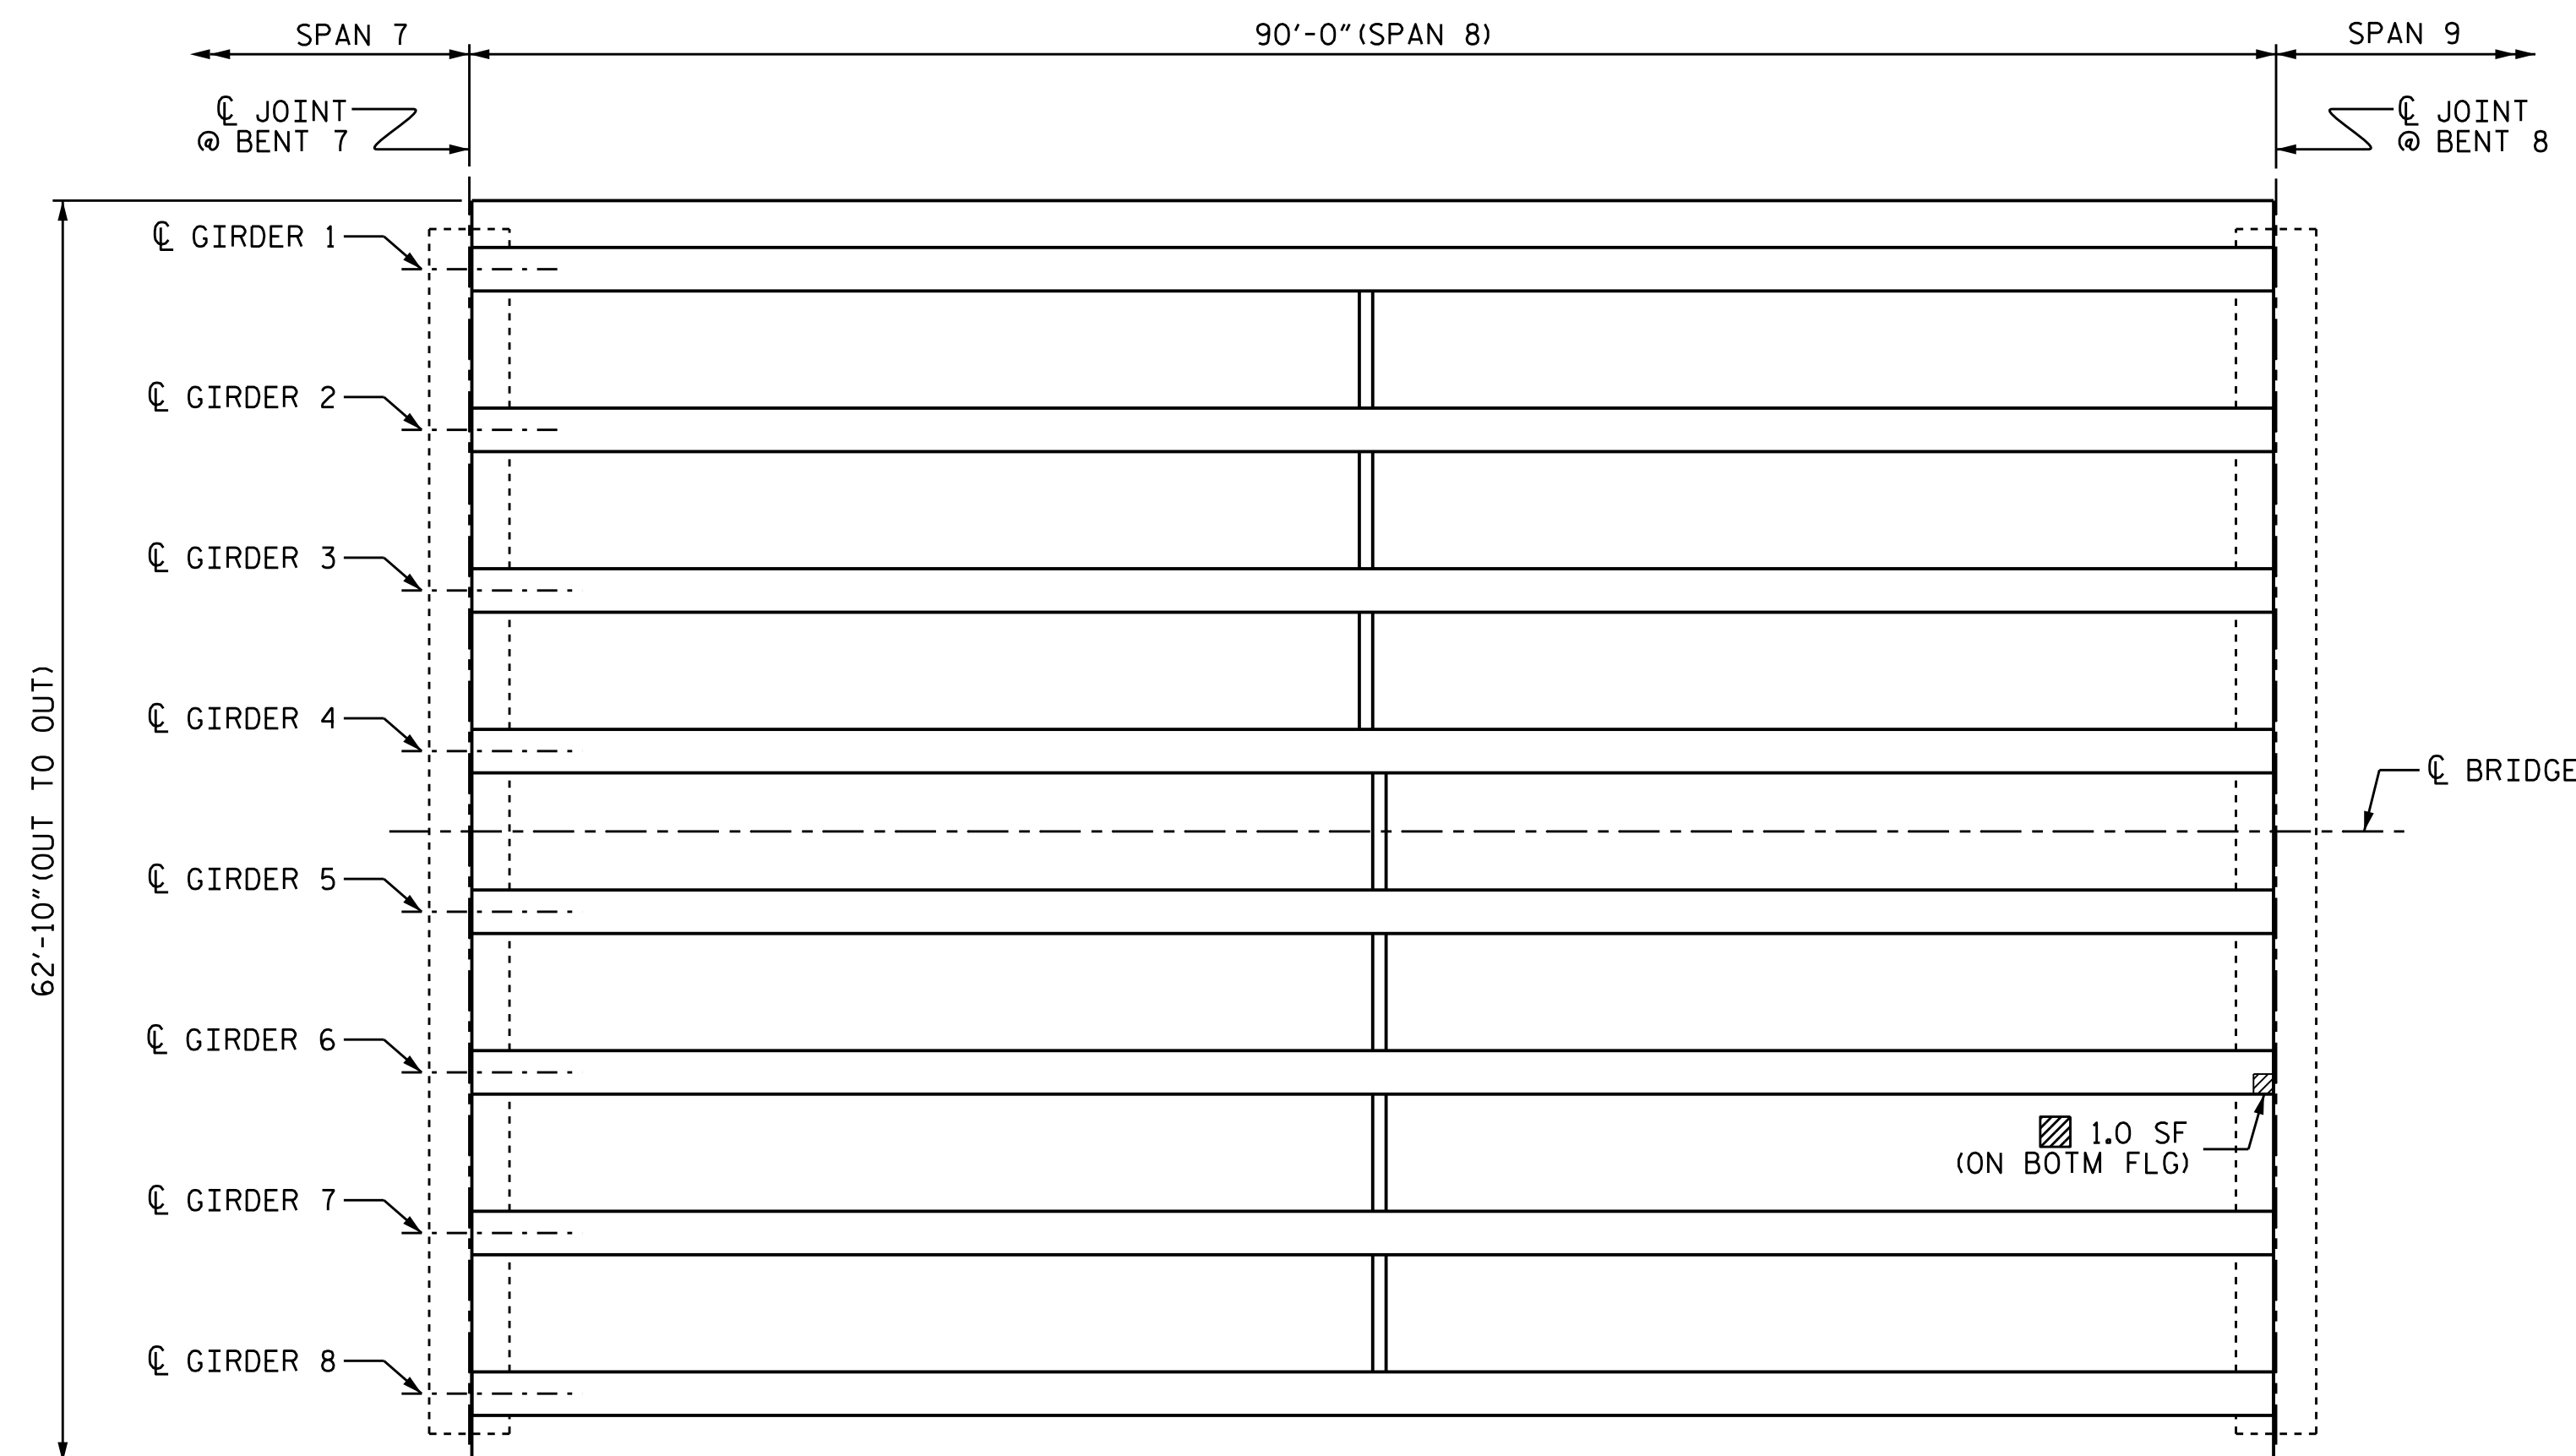 SPAN 7
90'-0"(SPAN 8)
SPAN 9
℄ JOINT
@ BENT 7
℄ JOINT
@ BENT 8
℄ GIRDER 1
℄ GIRDER 2
℄ GIRDER 3
℄ GIRDER 4
62'-10"(OUT TO OUT)
℄ BRIDGE
℄ GIRDER 5
℄ GIRDER 6
1.0 SF
(ON BOTM FLG)
℄ GIRDER 7
℄ GIRDER 8